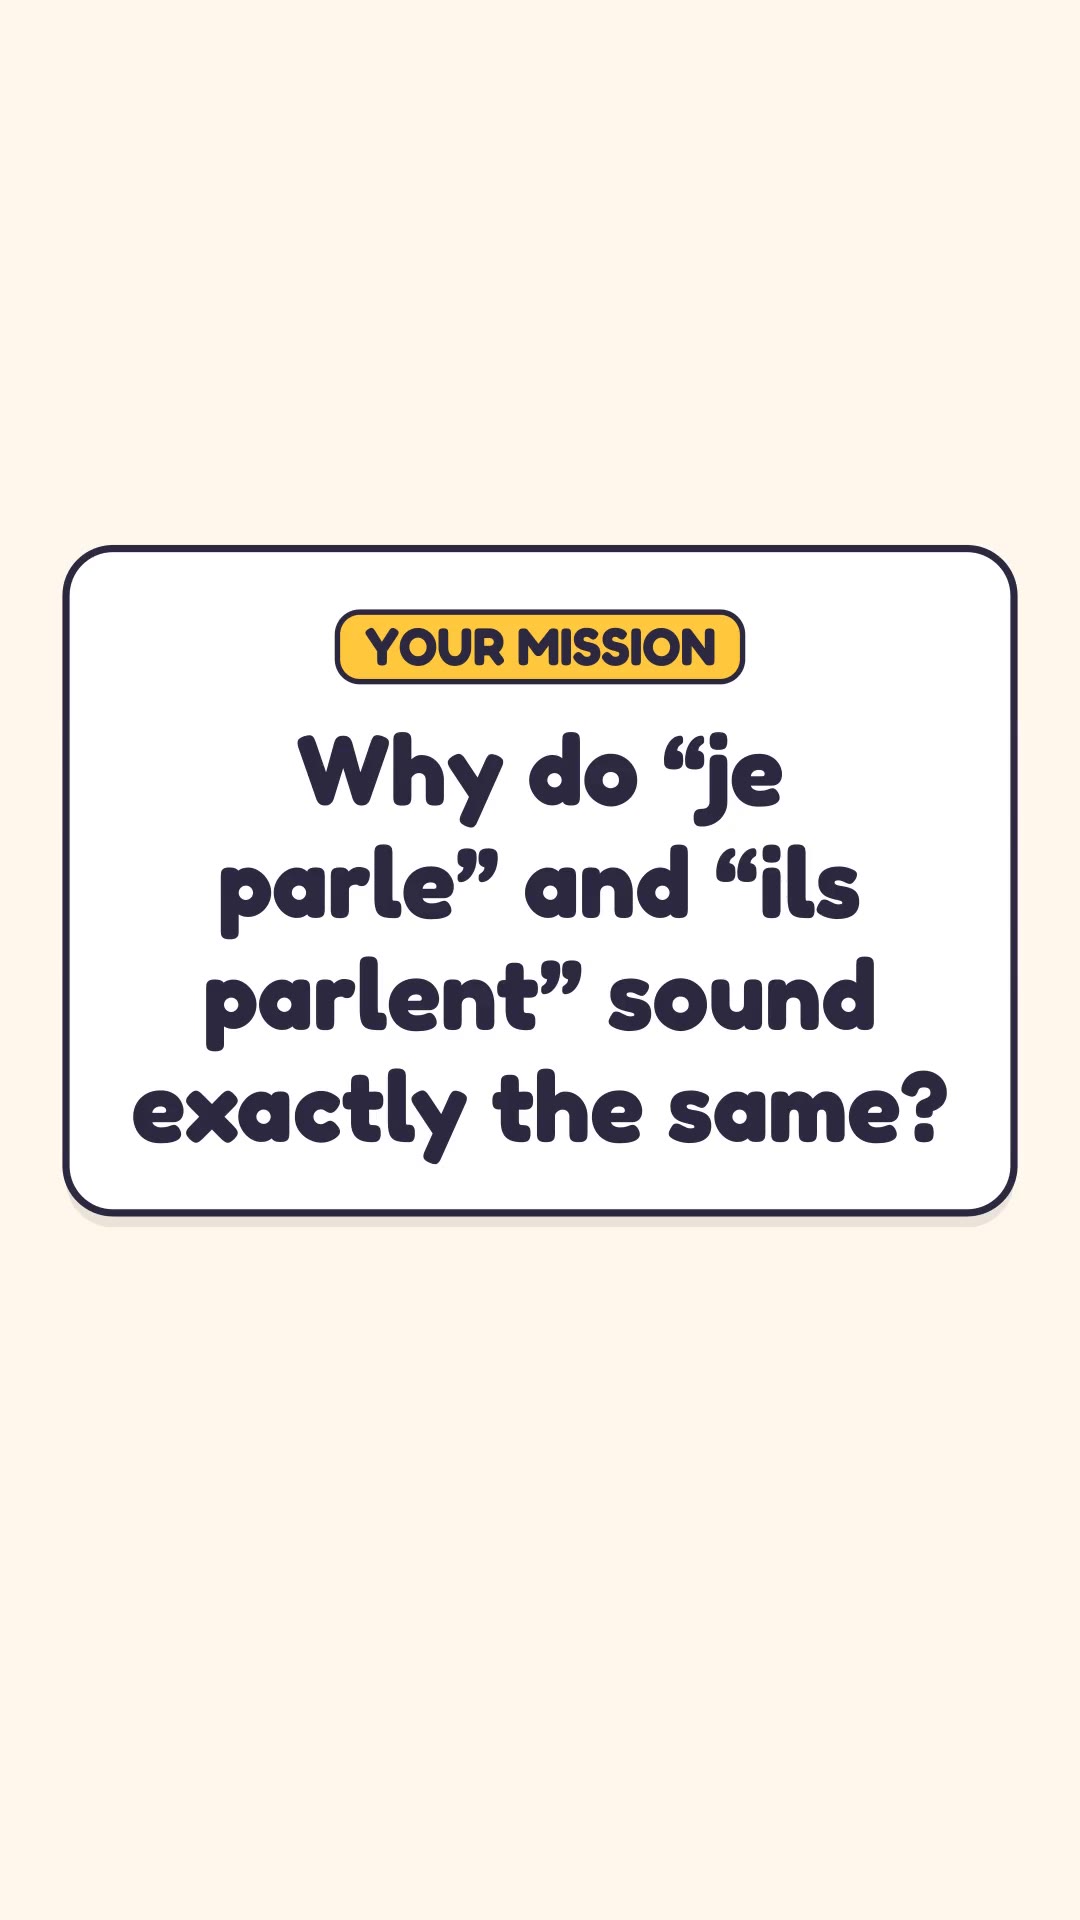 YOUR MISSION
Why do “je
parle” and “ils
parlent” sound
exactly the same?